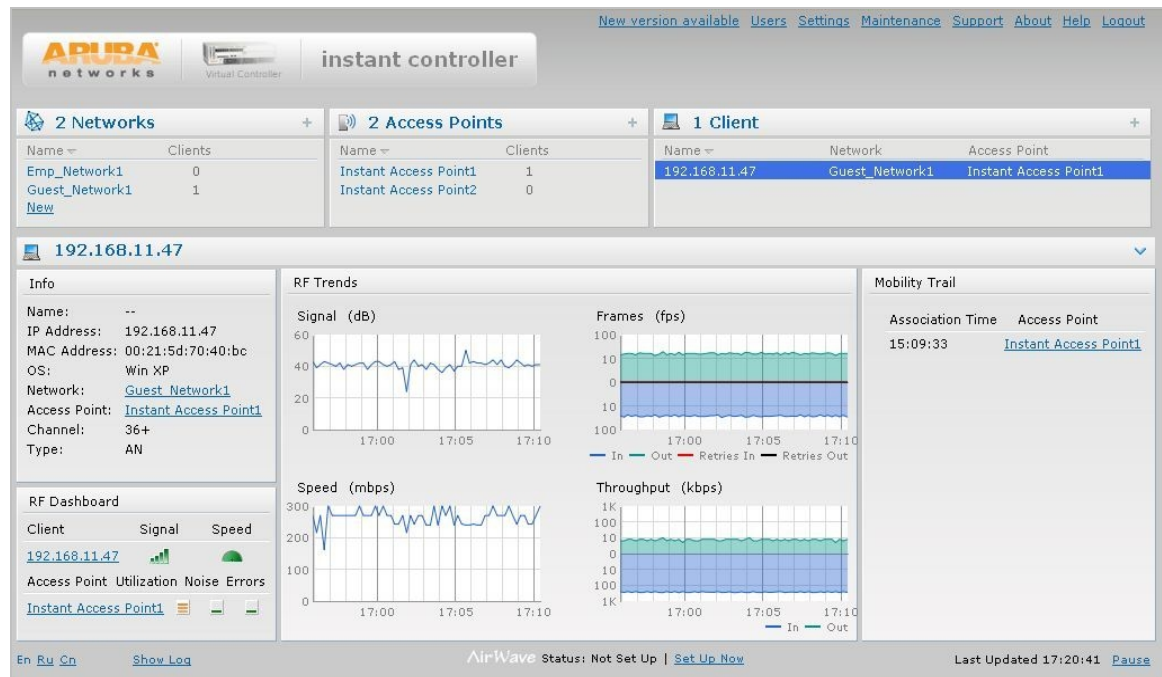 New version available Users Settings Maintenance Support About Help Logout
ARUBA networks
Virtual Controller
instant controller
2 Networks +
Name Clients
Emp_Network1 0
Guest_Network1 1
New
2 Access Points +
Name Clients
Instant Access Point1 1
Instant Access Point2 0
1 Client +
Name Network Access Point
192.168.11.47 Guest_Network1 Instant Access Point1
192.168.11.47
Info
Name: --
IP Address: 192.168.11.47
MAC Address: 00:21:5d:70:40:bc
OS: Win XP
Network: Guest_Network1
Access Point: Instant Access Point1
Channel: 36+
Type: AN
RF Dashboard
Client Signal Speed
192.168.11.47
Access Point Utilization Noise Errors
Instant Access Point1
RF Trends
Signal (dB)
60
40
20
0
17:00 17:05 17:10
Frames (fps)
100
10
0
10
100
17:00 17:05 17:10
In Out Retries In Retries Out
Speed (mbps)
300
200
100
0
17:00 17:05 17:10
Throughput (kbps)
1K
100
10
0
10
100
1K
17:00 17:05 17:10
In Out
Mobility Trail
Association Time Access Point
15:09:33 Instant Access Point1
En Ru Cn Show Log
AirWave Status: Not Set Up | Set Up Now
Last Updated 17:20:41 Pause